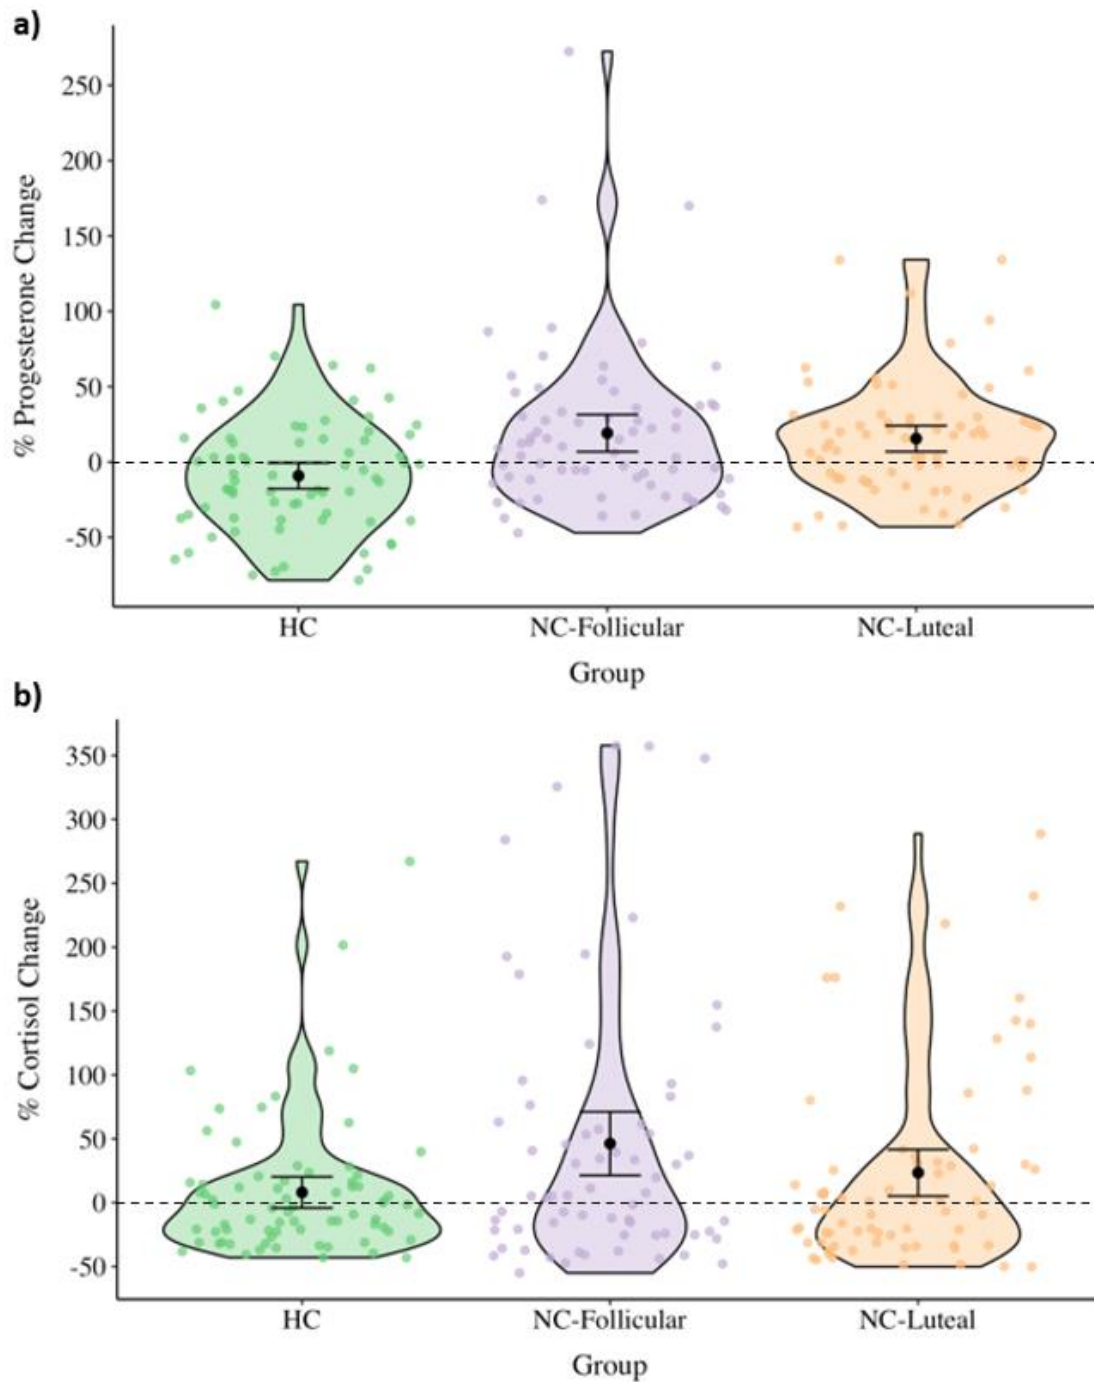 a)
% Progesterone Change
250
200
150
100
50
0
-50
HC NC-Follicular NC-Luteal
Group
b)
% Cortisol Change
350
300
250
200
150
100
50
0
-50
HC NC-Follicular NC-Luteal
Group